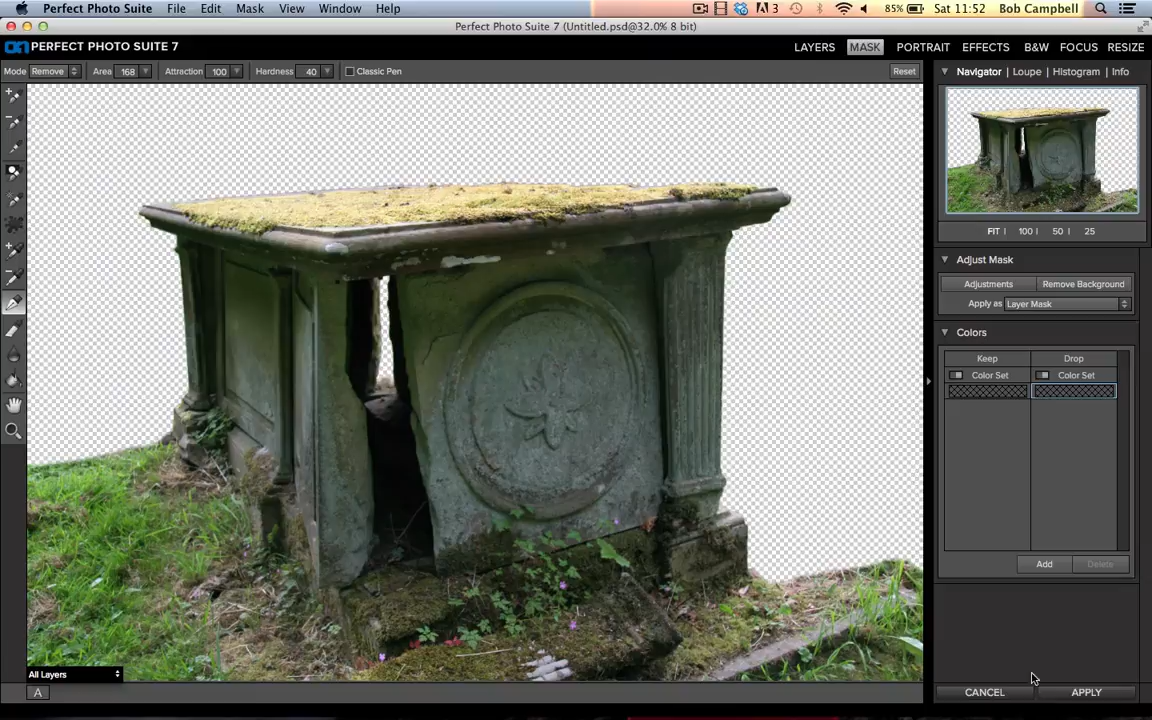 Perfect Photo Suite File Edit Mask View Window Help 3 85% Sat 11:52 Bob Campbell
Perfect Photo Suite 7 (Untitled.psd@32.0% 8 bit)
on PERFECT PHOTO SUITE 7 LAYERS MASK PORTRAIT EFFECTS B&W FOCUS RESIZE
Mode Remove Area 168 Attraction 100 Hardness 40 Classic Pen Reset
Navigator Loupe Histogram Info
FIT 100 50 25
Adjust Mask
Adjustments Remove Background
Apply as Layer Mask
Colors
Keep Drop
Color Set Color Set
Add Delete
All Layers
A CANCEL APPLY